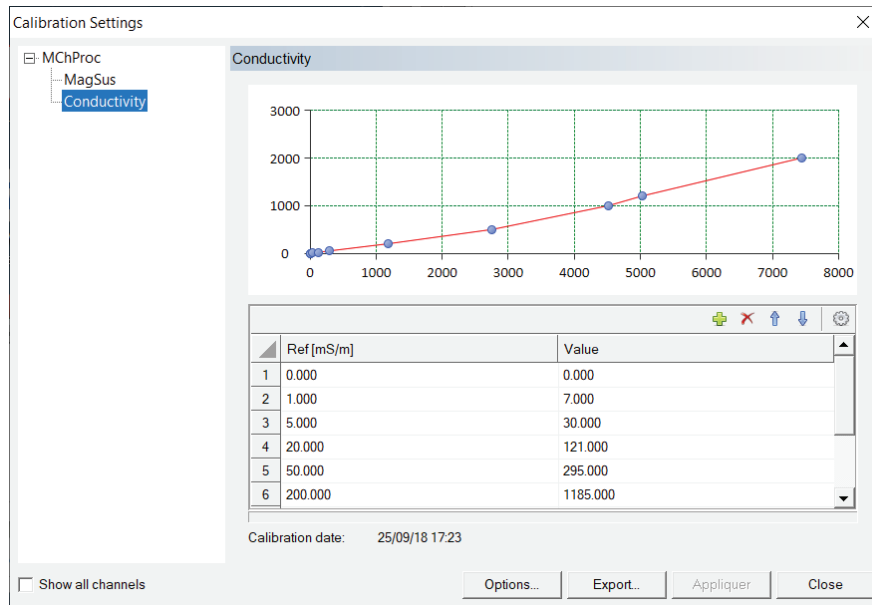 Calibration Settings
MChProc
MagSus
Conductivity
Conductivity
3000
2000
1000
0
0 1000 2000 3000 4000 5000 6000 7000 8000
Ref [mS/m] Value
1 0.000 0.000
2 1.000 7.000
3 5.000 30.000
4 20.000 121.000
5 50.000 295.000
6 200.000 1185.000
Calibration date: 25/09/18 17:23
Show all channels
Options... Export... Appliquer Close